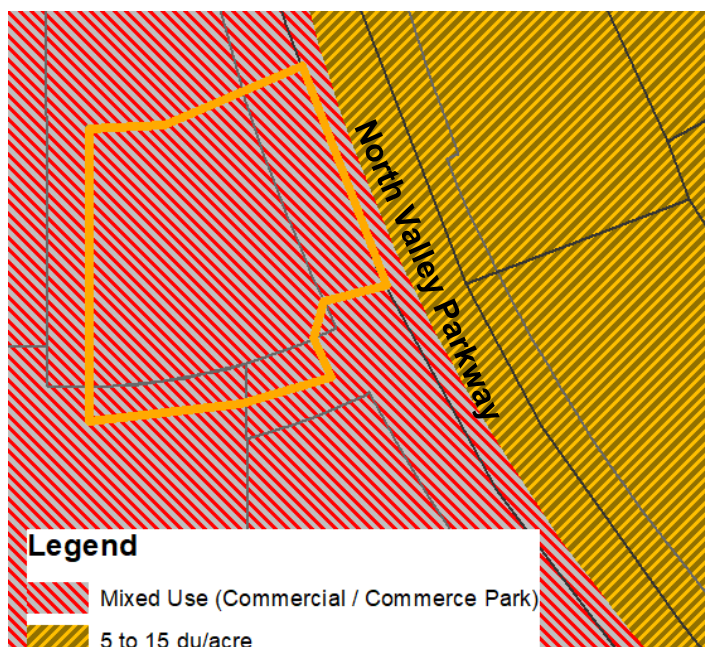 North Valley Parkway
Legend
Mixed Use (Commercial / Commerce Park)
5 to 15 du/acre